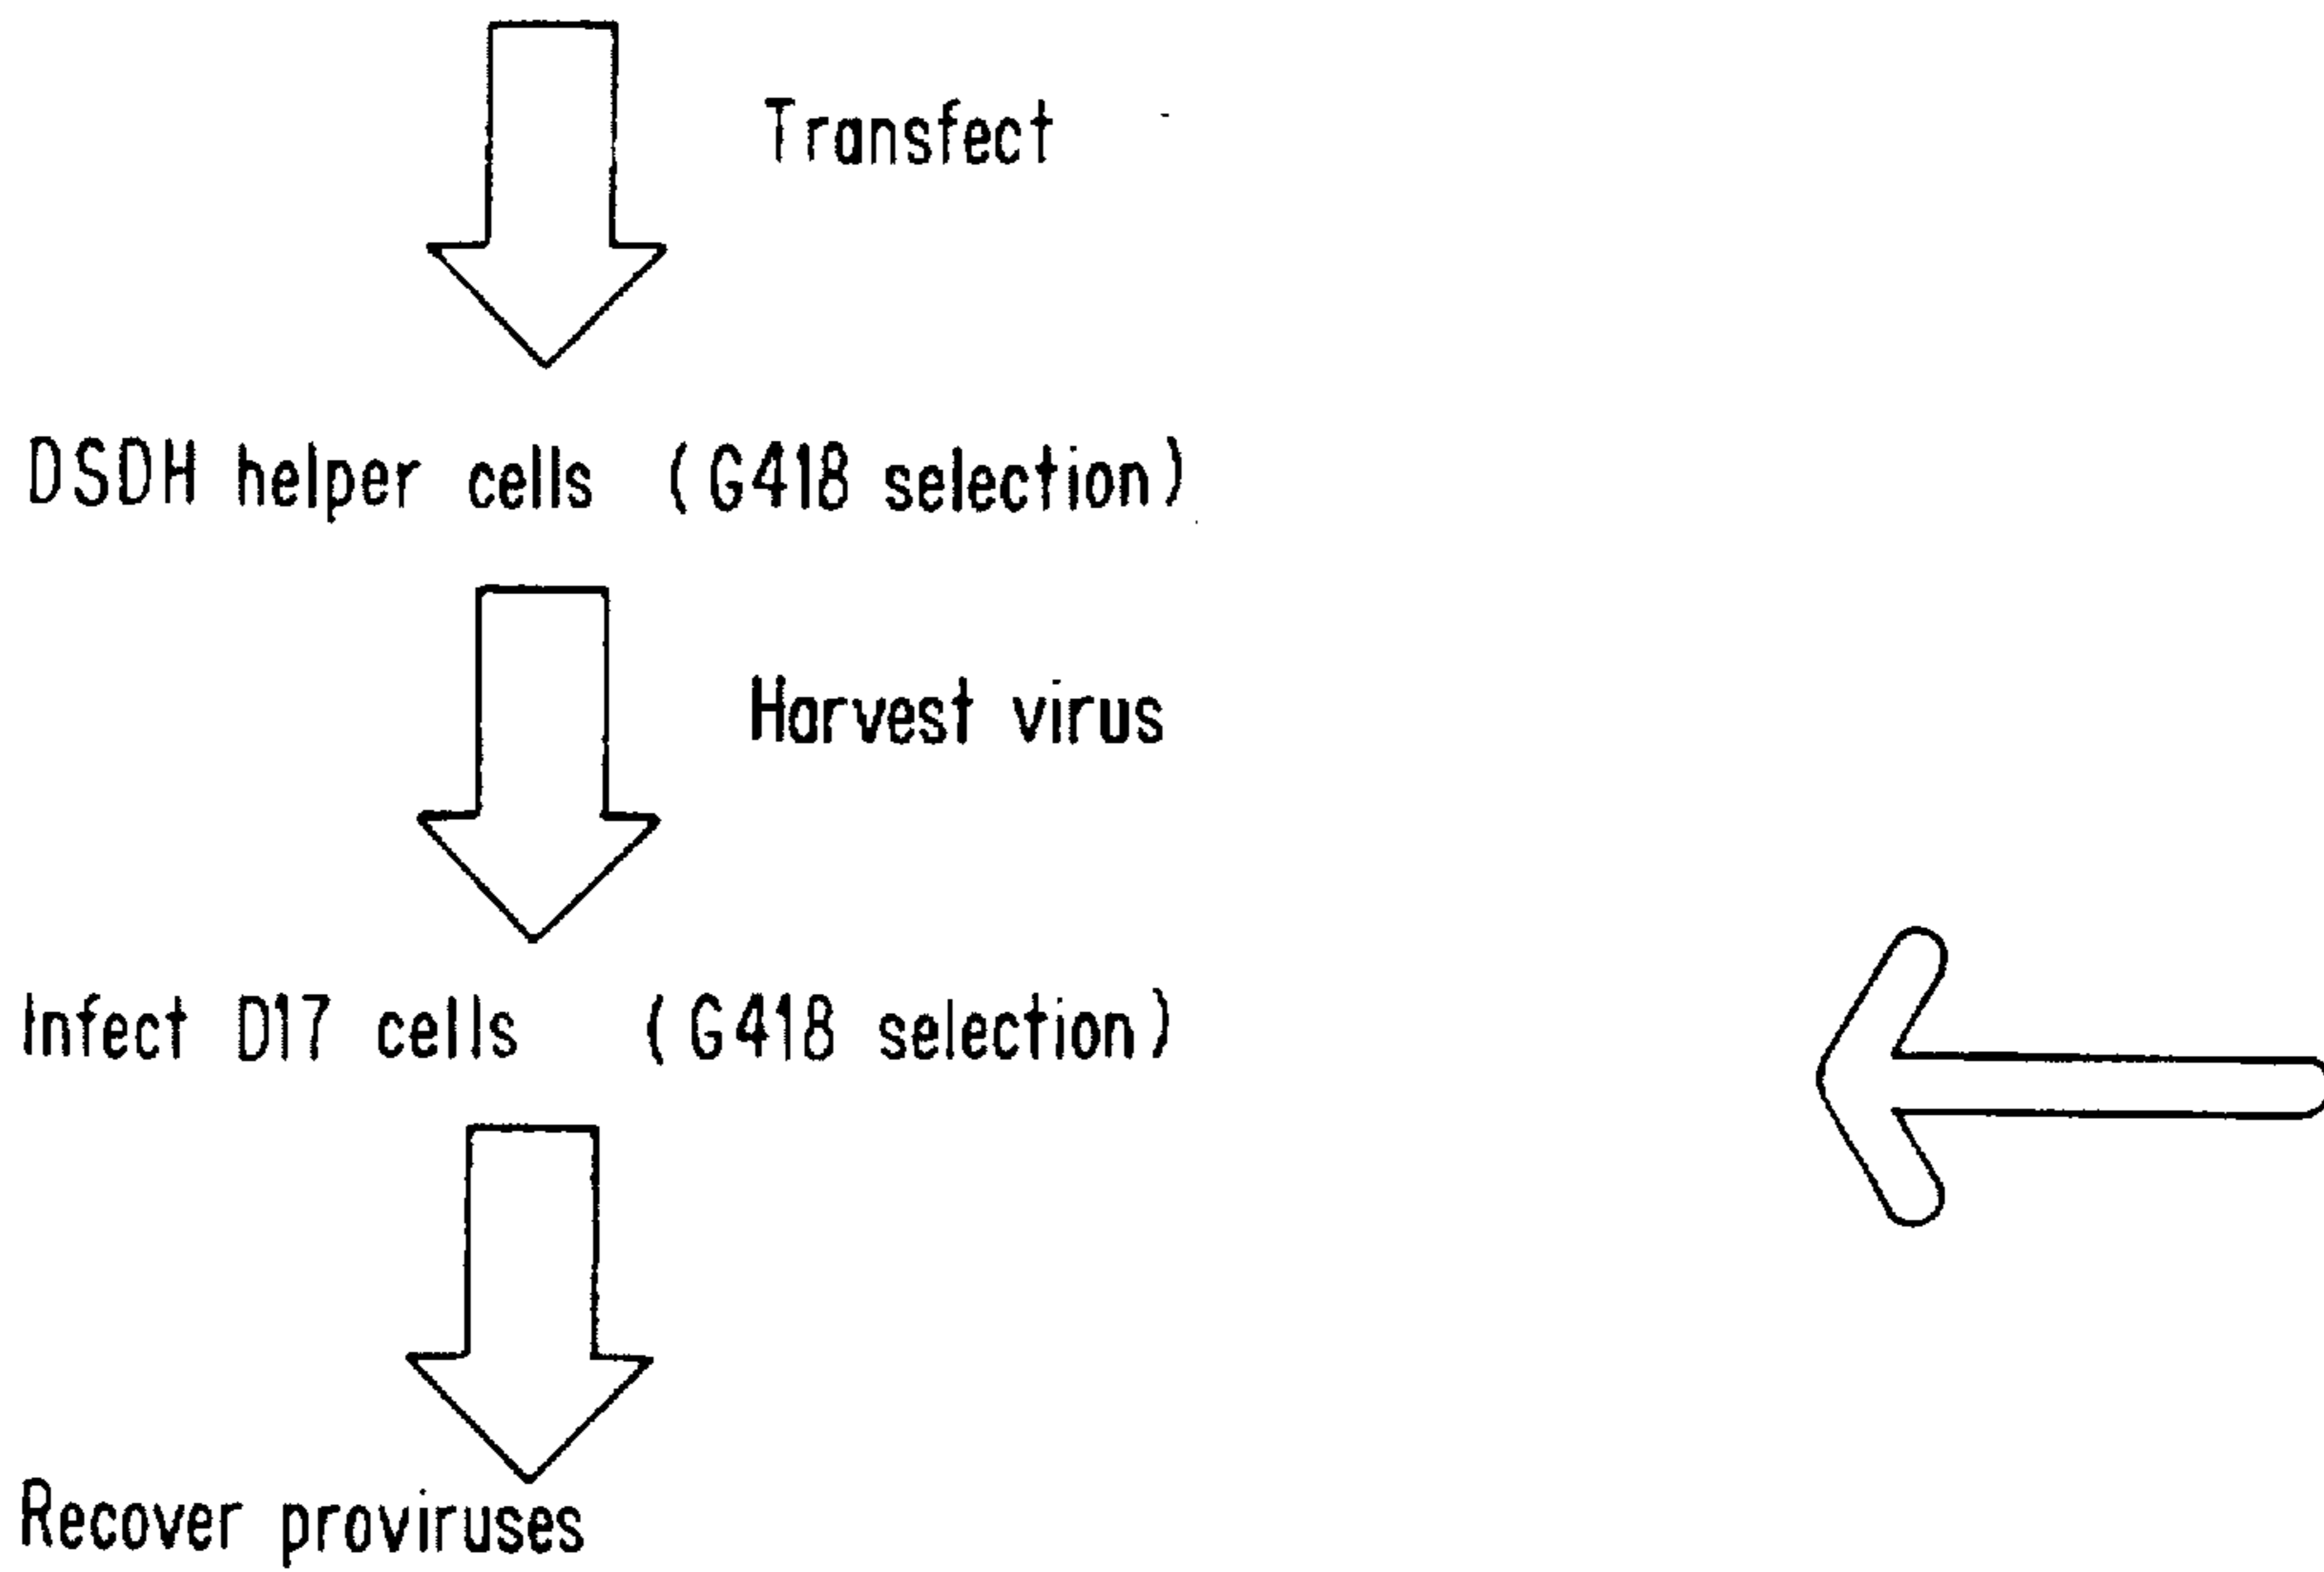 Transfect
DSDH helper cells (G418 selection)
Harvest virus
Infect D17 cells (G418 selection)
Recover proviruses